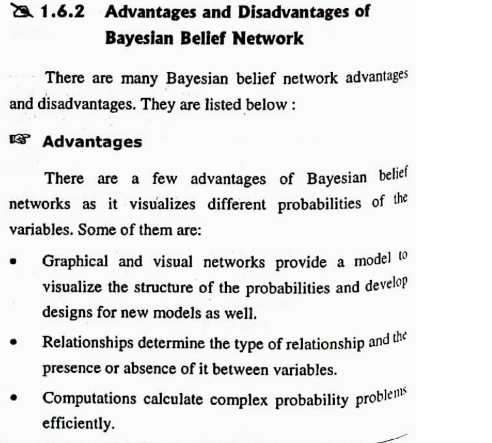 1.6.2 Advantages and Disadvantages of
Bayesian Belief Network
There are many Bayesian belief network advantages
and disadvantages. They are listed below :
Advantages
There are a few advantages of Bayesian belief
networks as it visualizes different probabilities of the
variables. Some of them are:
• Graphical and visual networks provide a model to
visualize the structure of the probabilities and develop
designs for new models as well.
• Relationships determine the type of relationship and the
presence or absence of it between variables.
• Computations calculate complex probability problems
efficiently.